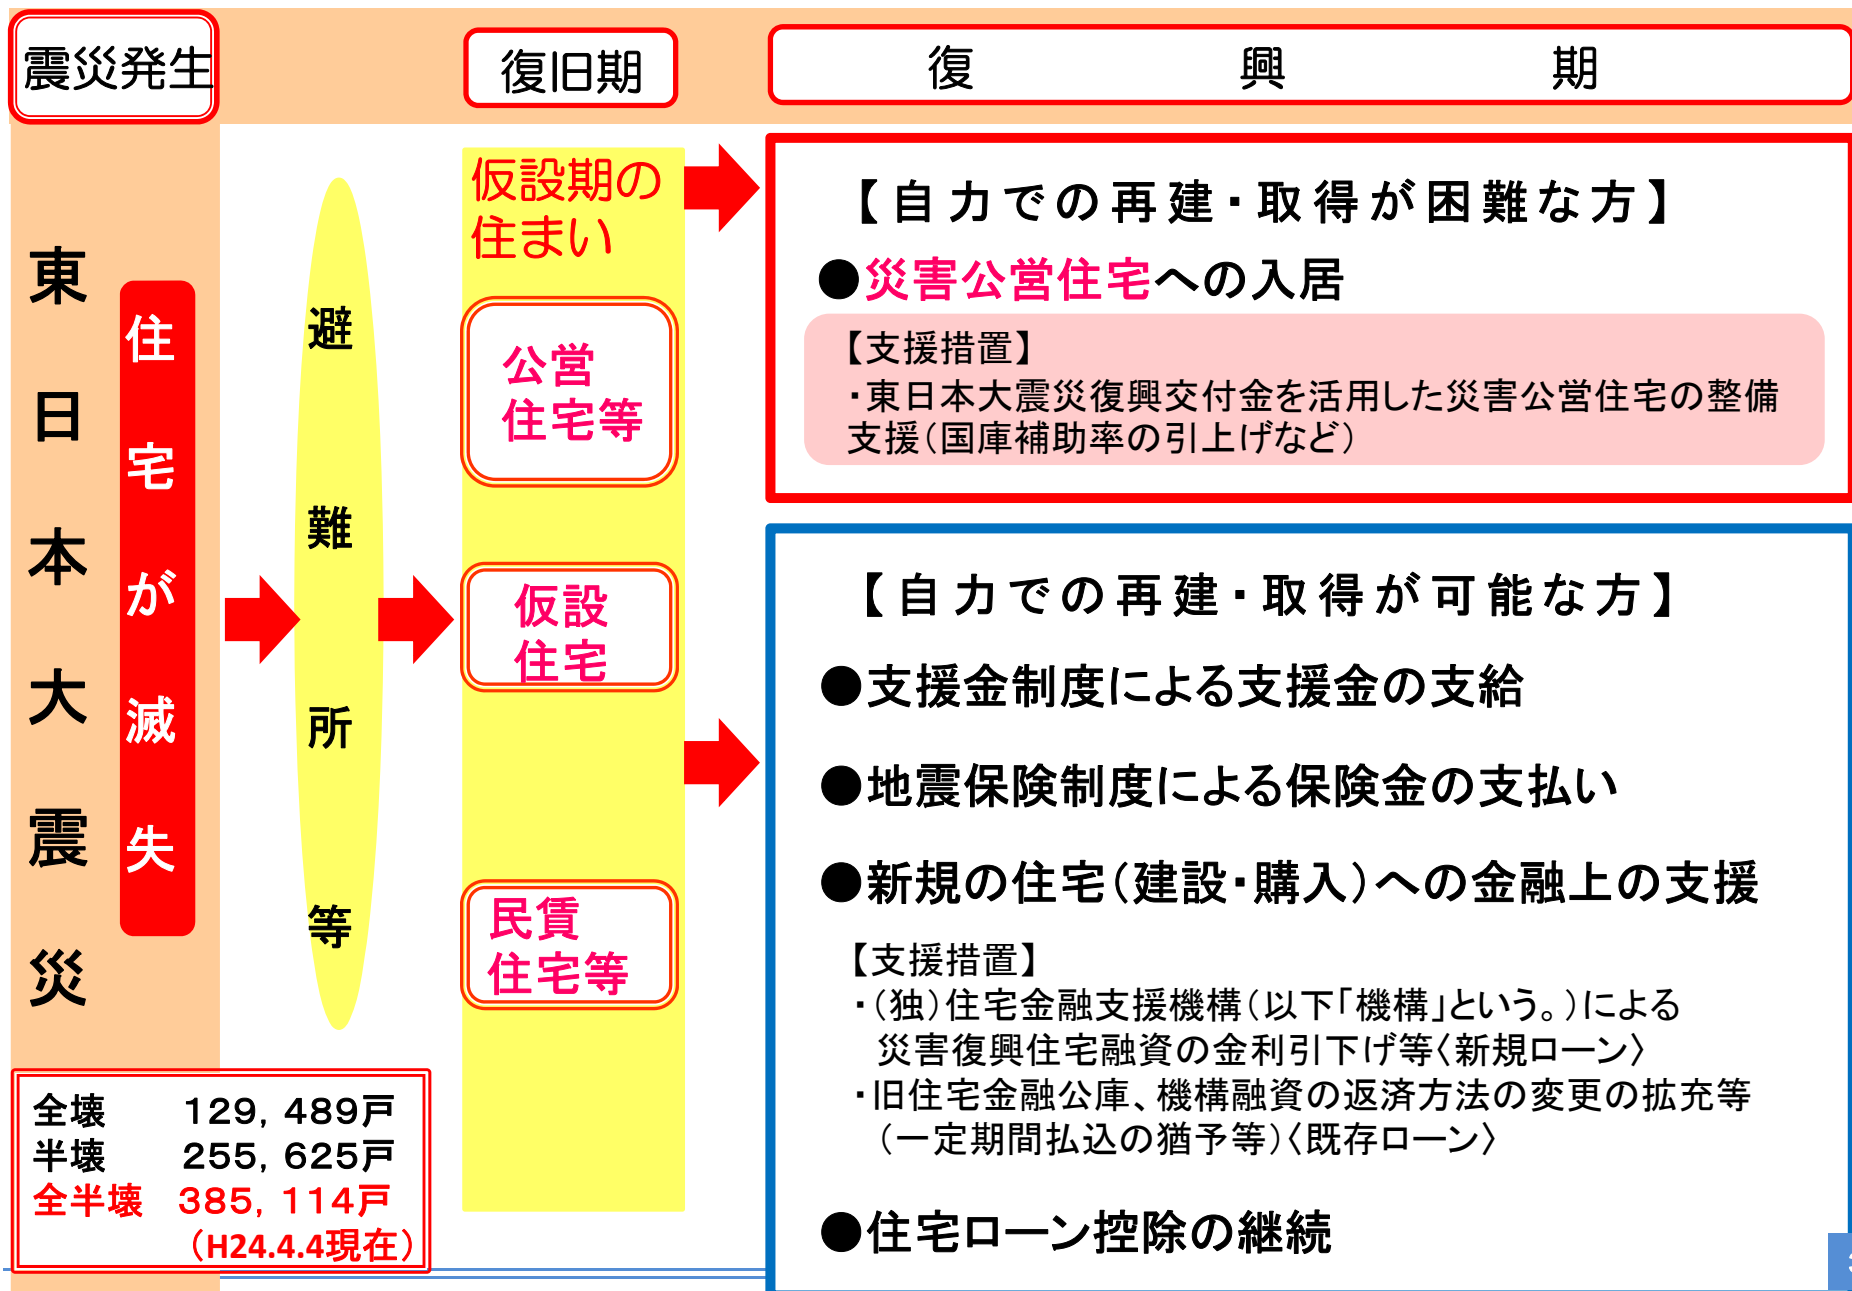 震災発生
復旧期
復興期
東日本大震災
住宅が滅失
避難所等
仮設期の
住まい
公営
住宅等
仮設
住宅
民賃
住宅等
【自力での再建・取得が困難な方】
●災害公営住宅への入居
【支援措置】
・東日本大震災復興交付金を活用した災害公営住宅の整備
支援（国庫補助率の引上げなど）
【自力での再建・取得が可能な方】
●支援金制度による支援金の支給
●地震保険制度による保険金の支払い
●新規の住宅（建設・購入）への金融上の支援
【支援措置】
・（独）住宅金融支援機構（以下「機構」という。）による
災害復興住宅融資の金利引下げ等〈新規ローン〉
・旧住宅金融公庫、機構融資の返済方法の変更の拡充等
（一定期間払込の猶予等）〈既存ローン〉
●住宅ローン控除の継続
全壊　129，489戸
半壊　255，625戸
全半壊　385，114戸
（H24.4.4現在）